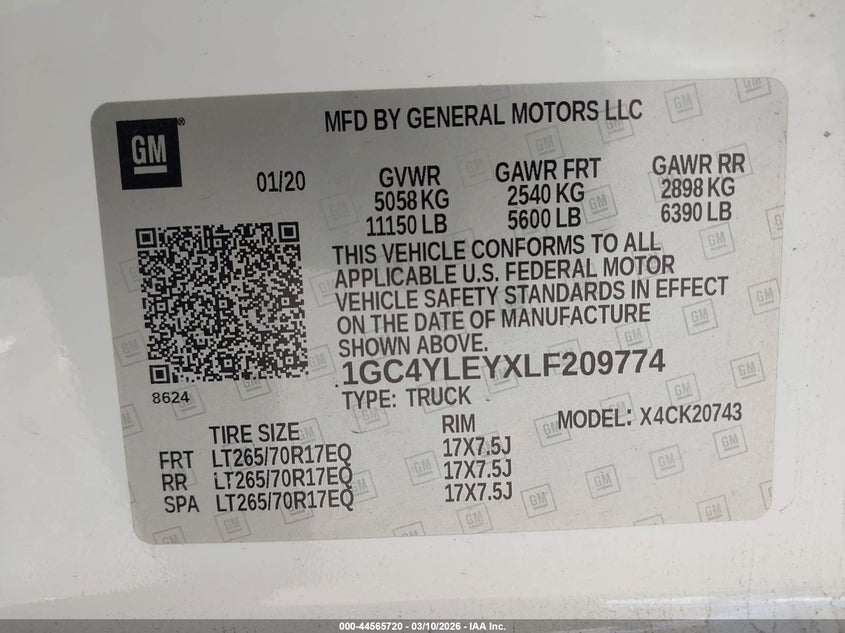 MFD BY GENERAL MOTORS LLC
GM®
01/20
GVWR
5058 KG
11150 LB
GAWR FRT
2540 KG
5600 LB
GAWR RR
2898 KG
6390 LB
THIS VEHICLE CONFORMS TO ALL
APPLICABLE U.S. FEDERAL MOTOR
VEHICLE SAFETY STANDARDS IN EFFECT
ON THE DATE OF MANUFACTURE
SHOWN ABOVE.
1GC4YLEYXLF209774
8624
TYPE: TRUCK
MODEL: X4CK20743
TIRE SIZE RIM
FRT LT265/70R17EQ 17X7.5J
RR LT265/70R17EQ 17X7.5J
SPA LT265/70R17EQ 17X7.5J
000-44565720 — 03/10/2026 — IAA Inc.